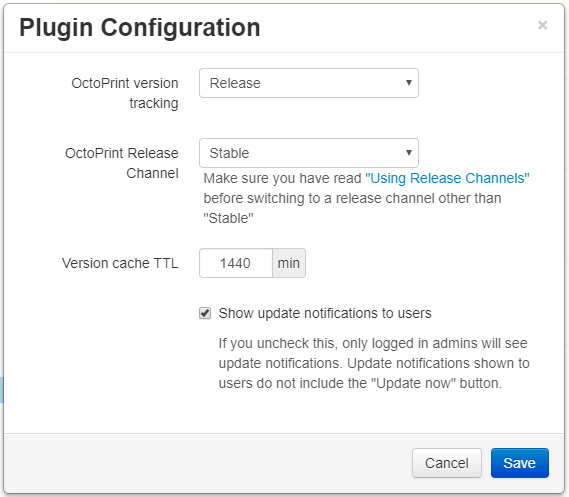 Plugin Configuration
×
OctoPrint version
tracking
Release
OctoPrint Release
Channel
Stable
Make sure you have read "Using Release Channels"
before switching to a release channel other than
"Stable"
Version cache TTL
1440 min
Show update notifications to users
If you uncheck this, only logged in admins will see
update notifications. Update notifications shown to
users do not include the "Update now" button.
Cancel
Save